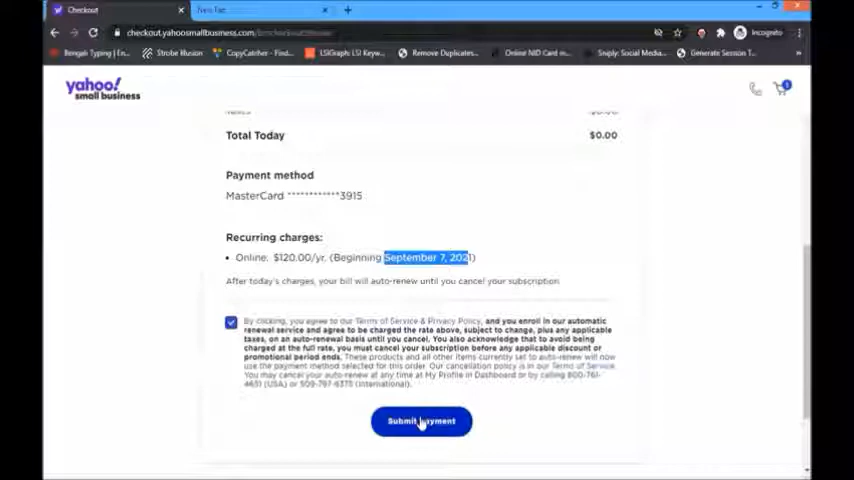 Checkout
New Tab
checkout.yahoosmallbusiness.com/
Incognito
Bengali Typing | En...
Strobe Illusion
CopyCatcher - Find...
LSIGraph: LSI Keyw...
Remove Duplicates...
Online NID Card m...
Sniply: Social Media...
Generate Session T...
yahoo!
small business
1
$0.00
Total Today
$0.00
Payment method
MasterCard ************3915
Recurring charges:
• Online: $120.00/yr. (Beginning September 7, 2021)
After today's charges, your bill will auto-renew until you cancel your subscription.
By clicking, you agree to our Terms of Service & Privacy Policy, and you enroll in our automatic
renewal service and agree to be charged the rate above, subject to change, plus any applicable
taxes, on an auto-renewal basis until you cancel. You also acknowledge that to avoid being
charged at the full rate, you must cancel your subscription before any applicable discount or
promotional period ends. These products and all other items currently set to auto-renew will now
use the payment method selected for this order. Our cancellation policy is in our Terms of Service.
You may cancel your auto-renew at any time at My Profile in Dashboard or by calling 800-761-
(USA) or (International).
Submit Payment